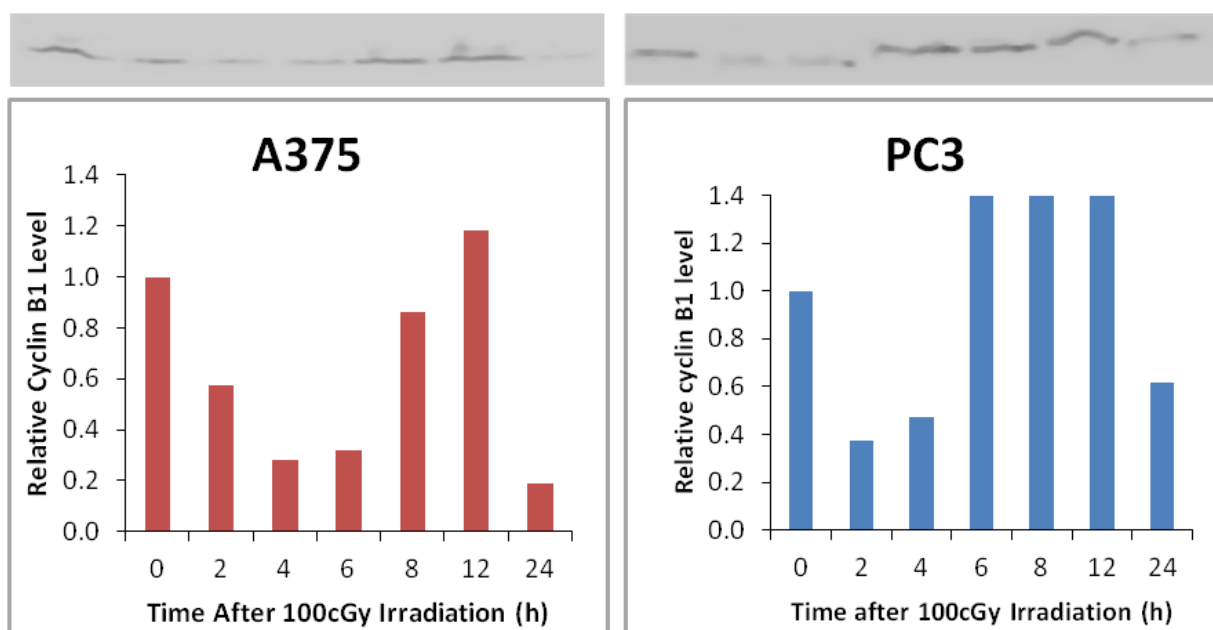 A375
Relative Cyclin B1 Level
1.4
1.2
1.0
0.8
0.6
0.4
0.2
0.0
0 2 4 6 8 12 24
Time After 100cGy Irradiation (h)
PC3
Relative cyclin B1 level
1.4
1.2
1.0
0.8
0.6
0.4
0.2
0.0
0 2 4 6 8 12 24
Time after 100cGy Irradiation (h)